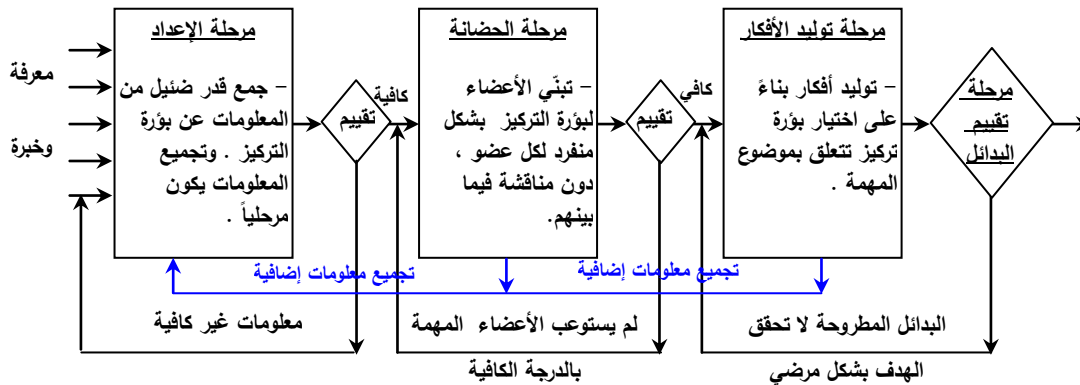 معرفة
وخبرة
مرحلة الإعداد
- جمع قدر ضئيل من
المعلومات عن بؤرة
التركيز . وتجميع
المعلومات يكون
مرحلياً .
تقييم
كافية
مرحلة الحضانة
- تبنّي الأعضاء
لبؤرة التركيز بشكل
منفرد لكل عضو ،
دون مناقشة فيما
بينهم.
تقييم
كافي
مرحلة توليد الأفكار
- توليد أفكار بناءً
على اختيار بؤرة
تركيز تتعلق بموضوع
المهمة .
مرحلة
تقييم
البدائل
تجميع معلومات إضافية
تجميع معلومات إضافية
معلومات غير كافية
لم يستوعب الأعضاء المهمة
بالدرجة الكافية
البدائل المطروحة لا تحقق
الهدف بشكل مرضي